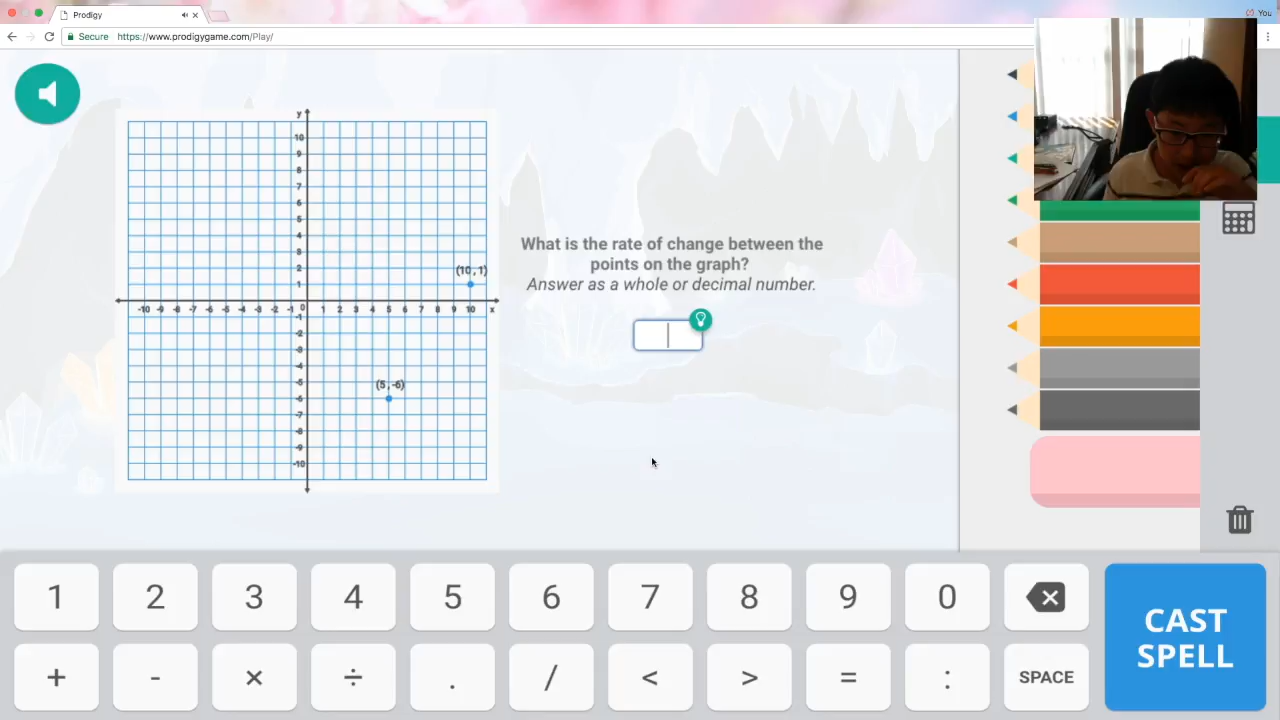 Prodigy
You
Secure https://www.prodigygame.com/Play/
y
10
9
8
7
6
5
4
3
2
1
(10 , 1)
-10 -9 -8 -7 -6 -5 -4 -3 -2 -1 0 1 2 3 4 5 6 7 8 9 10 x
-1
-2
-3
-4
-5
(5 , -6)
-6
-7
-8
-9
-10
What is the rate of change between the
points on the graph?
Answer as a whole or decimal number.
1 2 3 4 5 6 7 8 9 0
+ - × ÷ . / < > = : SPACE
CAST
SPELL